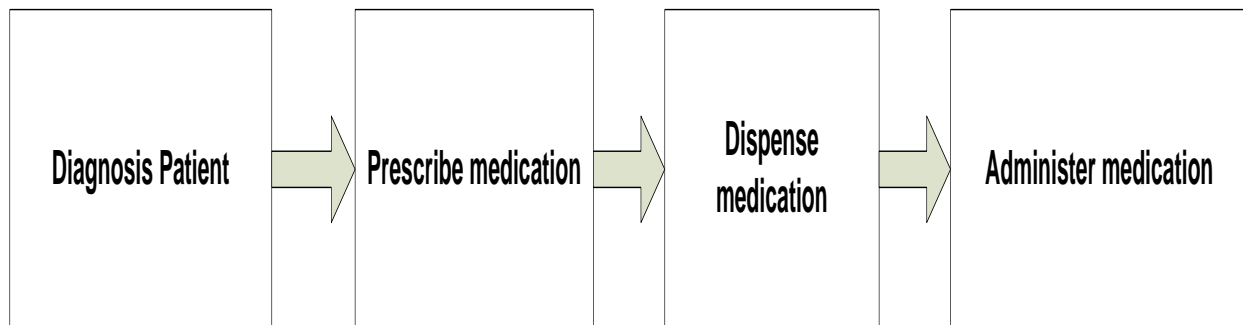 Diagnosis Patient
Prescribe medication
Dispense
medication
Administer medication